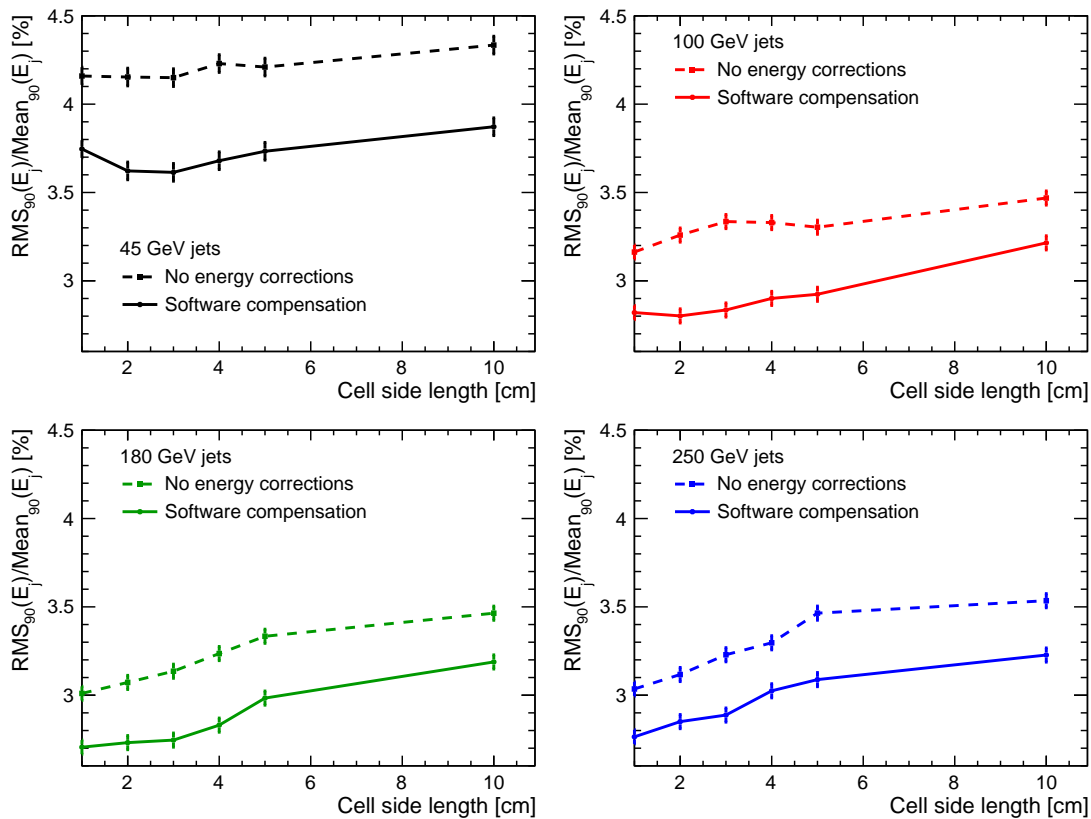 RMS₉₀(Eⱼ)/Mean₉₀(Eⱼ) [%]
4.5
4
3.5
3
45 GeV jets
No energy corrections
Software compensation
2 4 6 8 10
Cell side length [cm]
RMS₉₀(Eⱼ)/Mean₉₀(Eⱼ) [%]
4.5
4
3.5
3
100 GeV jets
No energy corrections
Software compensation
2 4 6 8 10
Cell side length [cm]
RMS₉₀(Eⱼ)/Mean₉₀(Eⱼ) [%]
4.5
4
3.5
3
180 GeV jets
No energy corrections
Software compensation
2 4 6 8 10
Cell side length [cm]
RMS₉₀(Eⱼ)/Mean₉₀(Eⱼ) [%]
4.5
4
3.5
3
250 GeV jets
No energy corrections
Software compensation
2 4 6 8 10
Cell side length [cm]